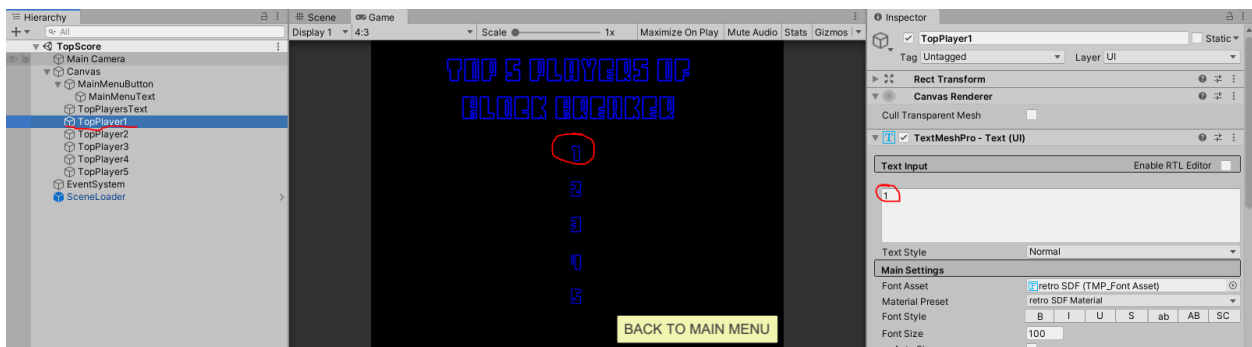 Hierarchy
All
TopScore
Main Camera
Canvas
MainMenuButton
MainMenuText
TopPlayersText
TopPlayer1
TopPlayer2
TopPlayer3
TopPlayer4
TopPlayer5
EventSystem
SceneLoader
Scene Game
Display 1 4:3 Scale 1x Maximize On Play Mute Audio Stats Gizmos
TOP 5 PLAYERS OF
BLOCK BREAKER
1
2
3
4
5
BACK TO MAIN MENU
Inspector
TopPlayer1 Static
Tag Untagged Layer UI
Rect Transform
Canvas Renderer
Cull Transparent Mesh
T TextMeshPro - Text (UI)
Text Input Enable RTL Editor
1
Text Style Normal
Main Settings
Font Asset retro SDF (TMP_Font Asset)
Material Preset retro SDF Material
Font Style B I U S ab AB SC
Font Size 100